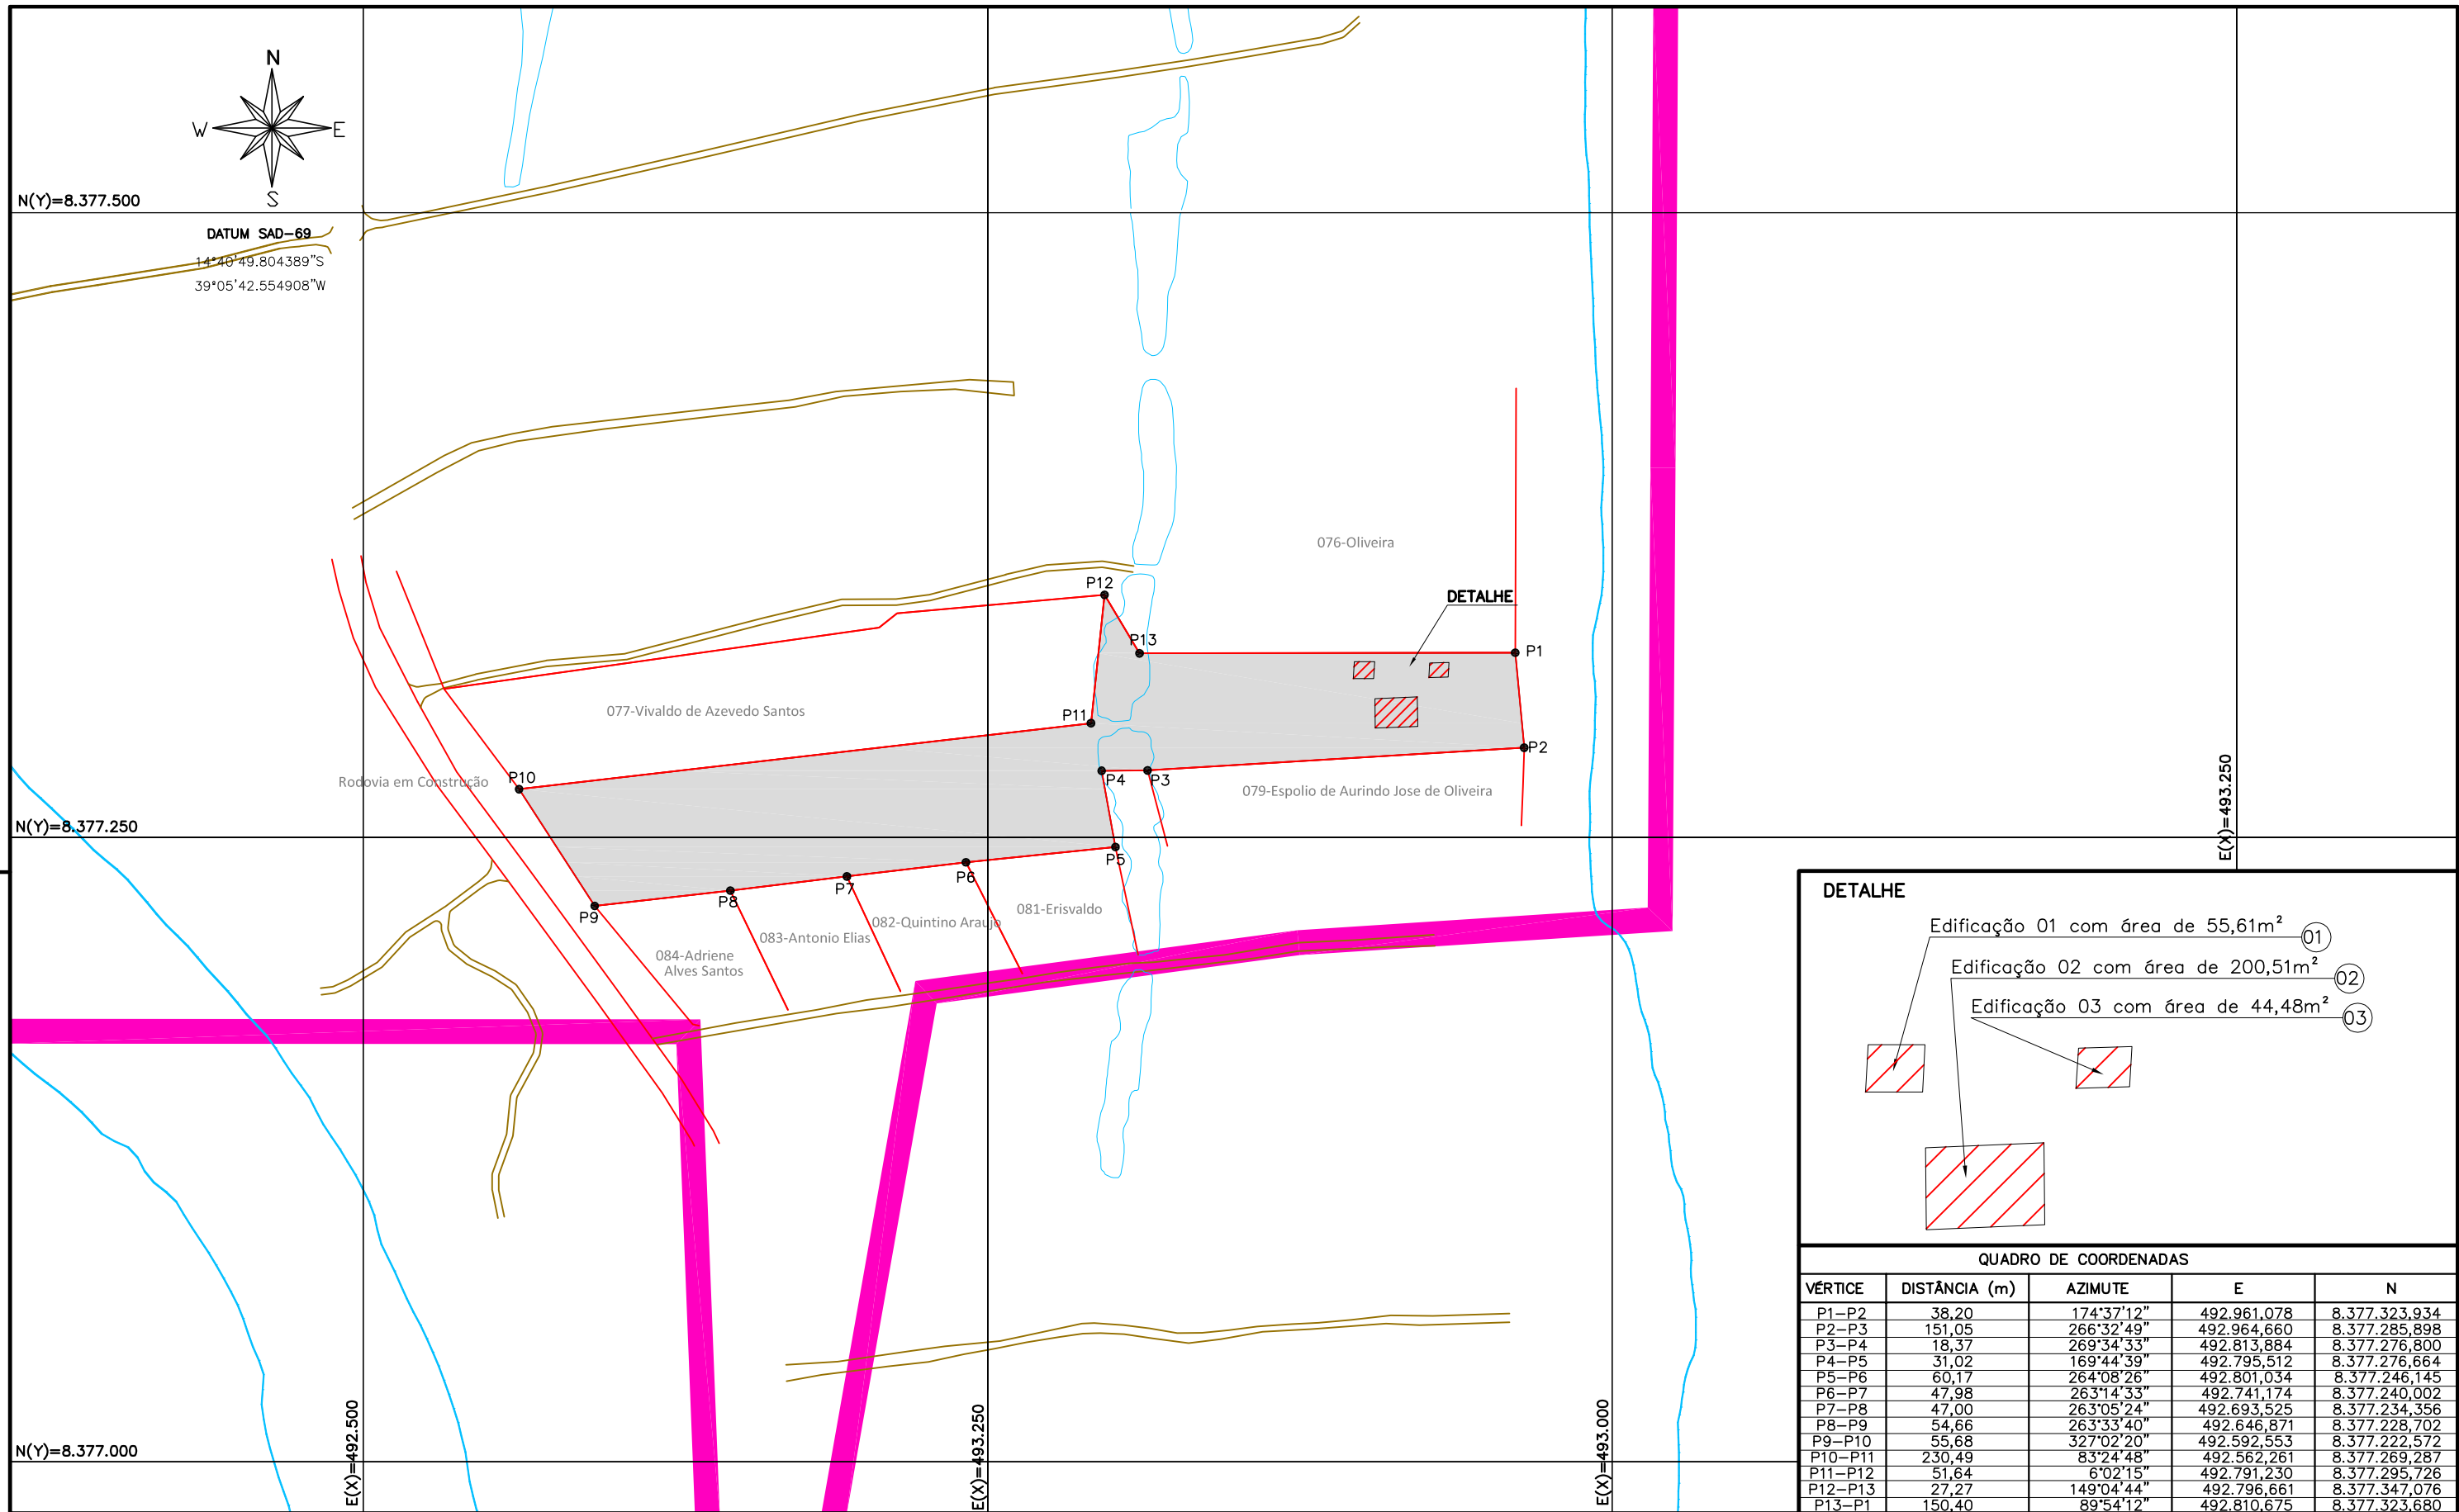 N
W
E
S
N(Y)=8.377.500
DATUM SAD-69
14°40'49.804389"S
39°05'42.554908"W
076-Oliveira
P12
DETALHE
P13
P1
077-Vivaldo de Azevedo Santos
P11
P2
Rodovia em Construção
P10
P4
P3
079-Espolio de Aurindo Jose de Oliveira
E(X)=493.250
N(Y)=8.377.250
P5
P6
P7
P8
P9
081-Erisvaldo
082-Quintino Araujo
083-Antonio Elias
084-Adriene
Alves Santos
DETALHE
Edificação 01 com área de 55,61m² 01
Edificação 02 com área de 200,51m² 02
Edificação 03 com área de 44,48m² 03
N(Y)=8.377.000
E(X)=492.500
E(X)=493.250
E(X)=493.000
QUADRO DE COORDENADAS
VÉRTICE DISTÂNCIA (m) AZIMUTE E N
P1-P2 38,20 174°37'12" 492.961,078 8.377.323,934
P2-P3 151,05 266°32'49" 492.964,660 8.377.285,898
P3-P4 18,37 269°34'33" 492.813,884 8.377.276,800
P4-P5 31,02 169°44'39" 492.795,512 8.377.276,664
P5-P6 60,17 264°08'26" 492.801,034 8.377.246,145
P6-P7 47,98 263°14'33" 492.741,174 8.377.240,002
P7-P8 47,00 263°05'24" 492.693,525 8.377.234,356
P8-P9 54,66 263°33'40" 492.646,871 8.377.228,702
P9-P10 55,68 327°02'20" 492.592,553 8.377.222,572
P10-P11 230,49 83°24'48" 492.562,261 8.377.269,287
P11-P12 51,64 6°02'15" 492.791,230 8.377.295,726
P12-P13 27,27 149°04'44" 492.796,661 8.377.347,076
P13-P1 150,40 89°54'12" 492.810,675 8.377.323,680